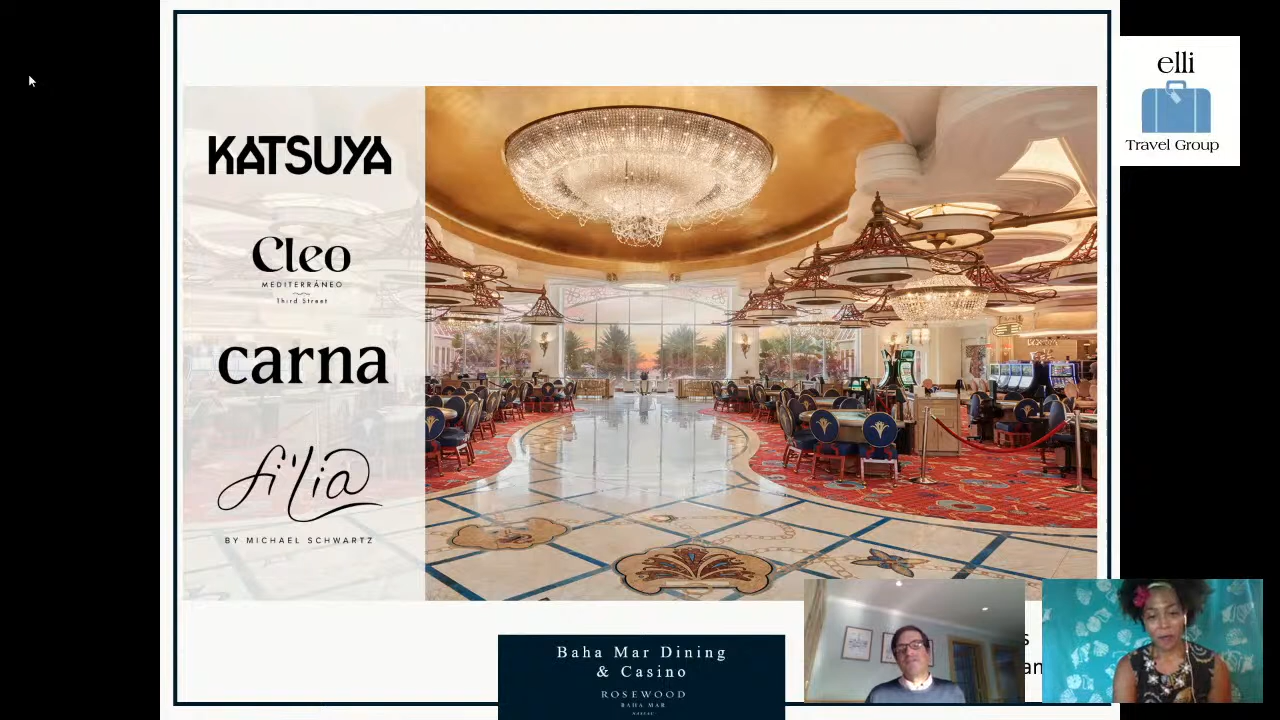 KATSUYA
Cleo
MEDITERRÁNEO
Third Street
carna
fi'lia
BY MICHAEL SCHWARTZ
Baha Mar Dining
& Casino
ROSEWOOD
BAHA MAR
NASSAU
elli
Travel Group